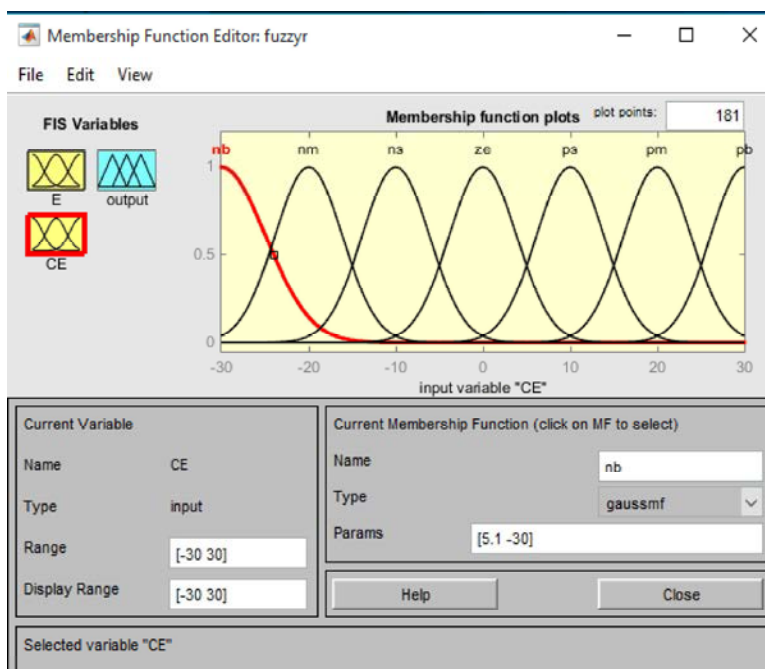 Membership Function Editor: fuzzyr
File Edit View
FIS Variables
E
output
CE
Membership function plots
plot points:
181
nb nm ns ze ps pm pb
1
0.5
0
-30 -20 -10 0 10 20 30
input variable "CE"
Current Variable
Name CE
Type input
Range [-30 30]
Display Range [-30 30]
Current Membership Function (click on MF to select)
Name nb
Type gaussmf
Params [5.1 -30]
Help Close
Selected variable "CE"